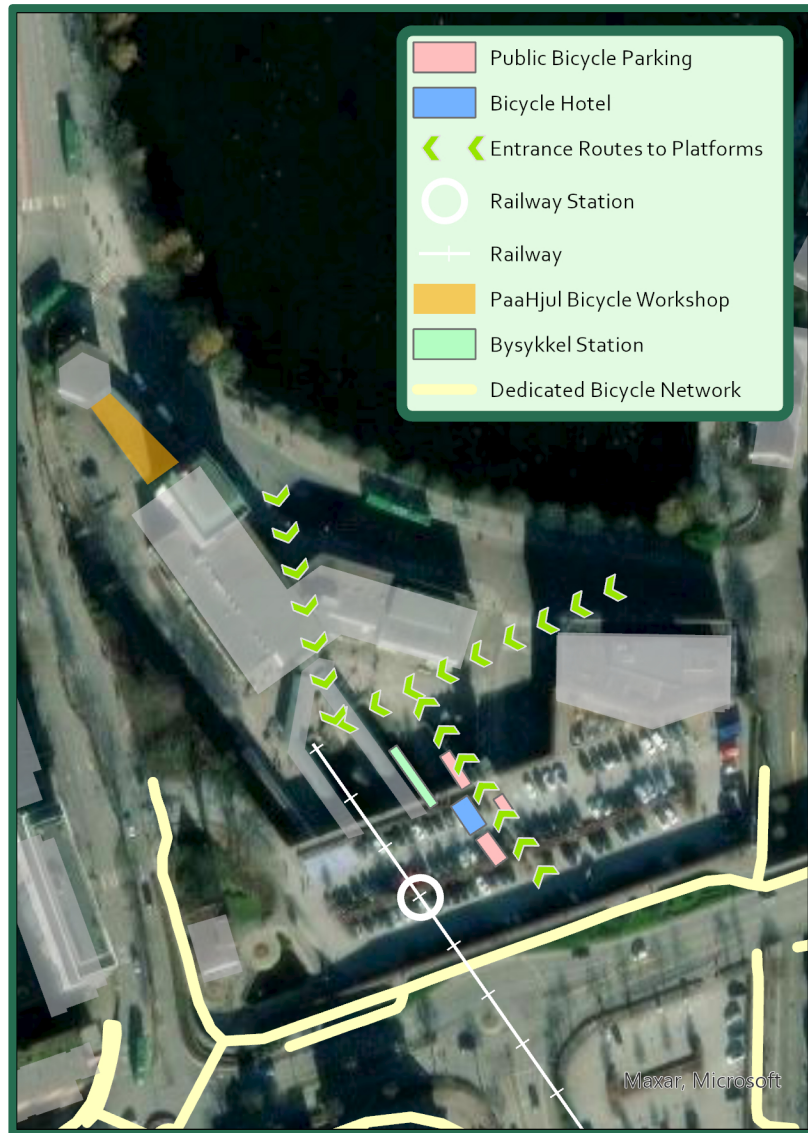 Public Bicycle Parking
Bicycle Hotel
Entrance Routes to Platforms
Railway Station
Railway
PaaHjul Bicycle Workshop
Bysykkel Station
Dedicated Bicycle Network
Maxar, Microsoft